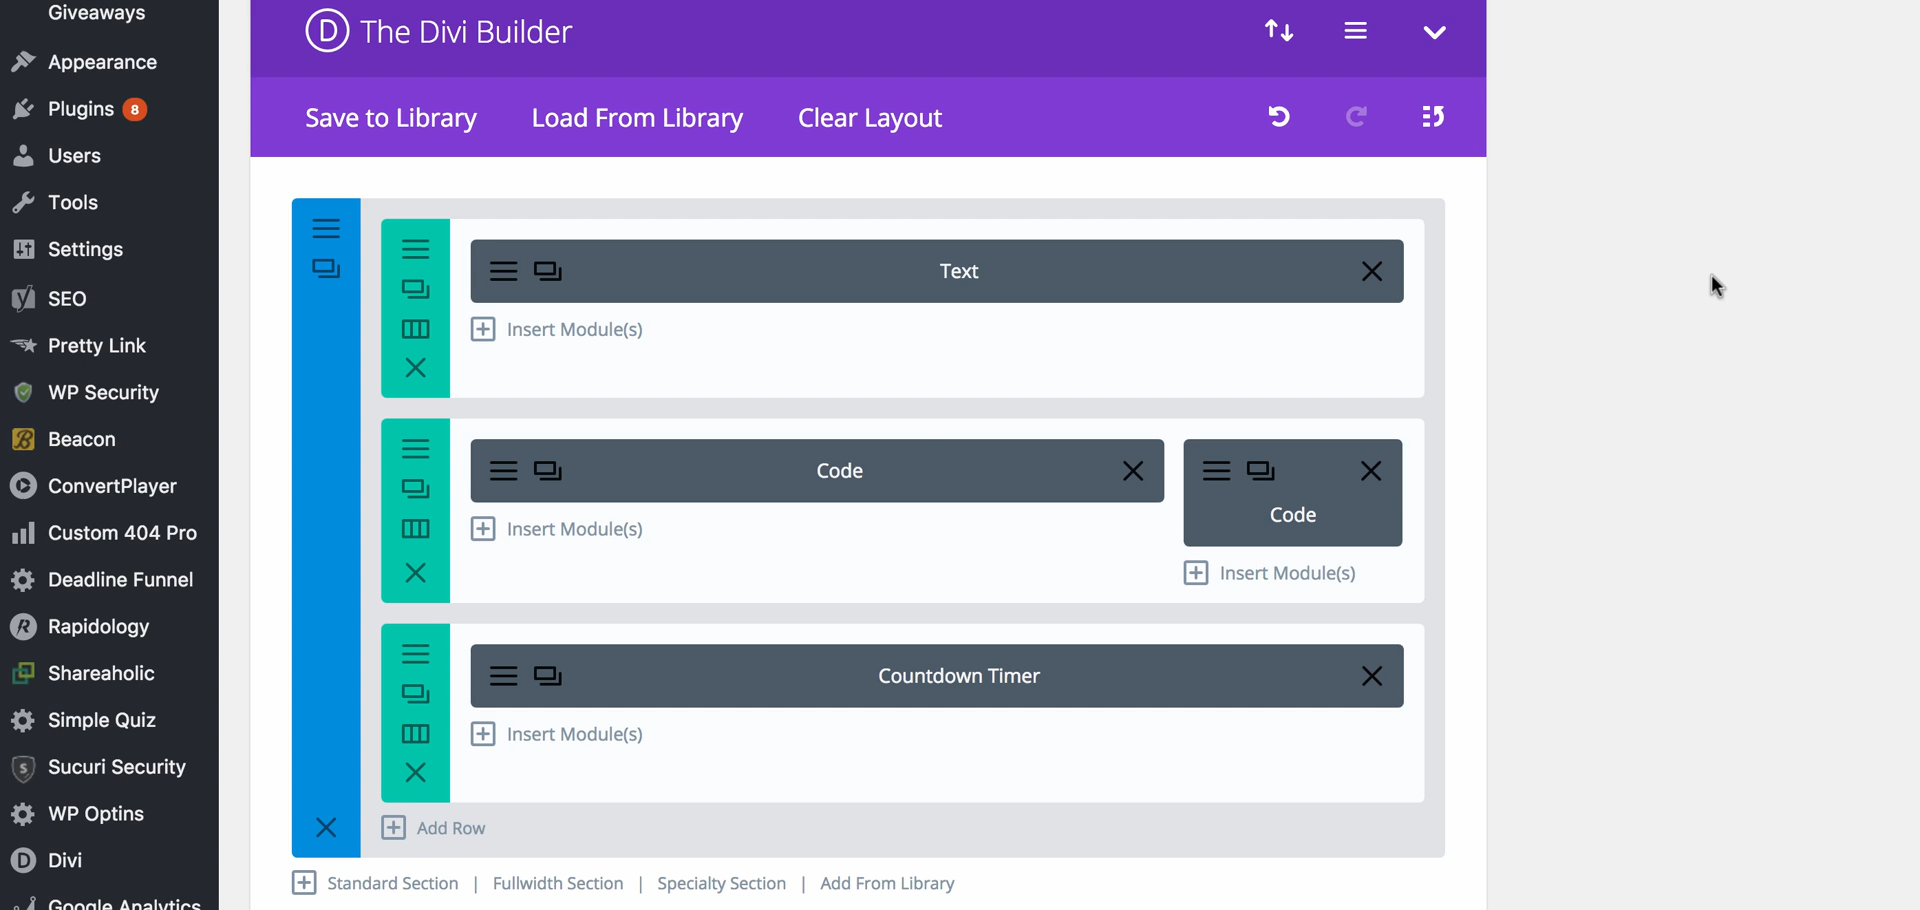 Giveaways
Appearance
Plugins 8
Users
Tools
Settings
SEO
Pretty Link
WP Security
Beacon
ConvertPlayer
Custom 404 Pro
Deadline Funnel
Rapidology
Shareaholic
Simple Quiz
Sucuri Security
WP Optins
Divi
Google Analytics
D The Divi Builder
Save to Library Load From Library Clear Layout
Text
Insert Module(s)
Code
Insert Module(s)
Code
Insert Module(s)
Countdown Timer
Insert Module(s)
Add Row
Standard Section | Fullwidth Section | Specialty Section | Add From Library